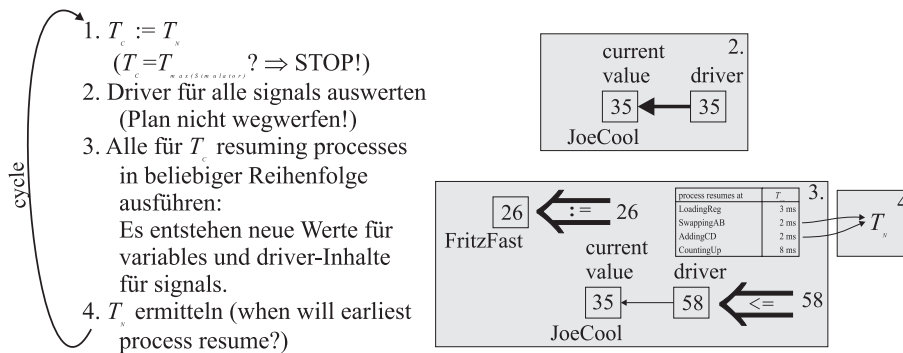 cycle
1. T_C := T_N
(T_C=T_max(Simulator)? ⇒ STOP!)
2. Driver für alle signals auswerten
(Plan nicht wegwerfen!)
3. Alle für T_C resuming processes
in beliebiger Reihenfolge
ausführen:
Es entstehen neue Werte für
variables und driver-Inhalte
für signals.
4. T_N ermitteln (when will earliest
process resume?)
2.
current
value driver
35 35
JoeCool
3.
26 := 26
FritzFast
process resumes at T
LoadingReg 3 ms
SwappingAB 2 ms
AddingCD 2 ms
CountingUp 8 ms
current
value driver
35 58 <= 58
JoeCool
4
T_N